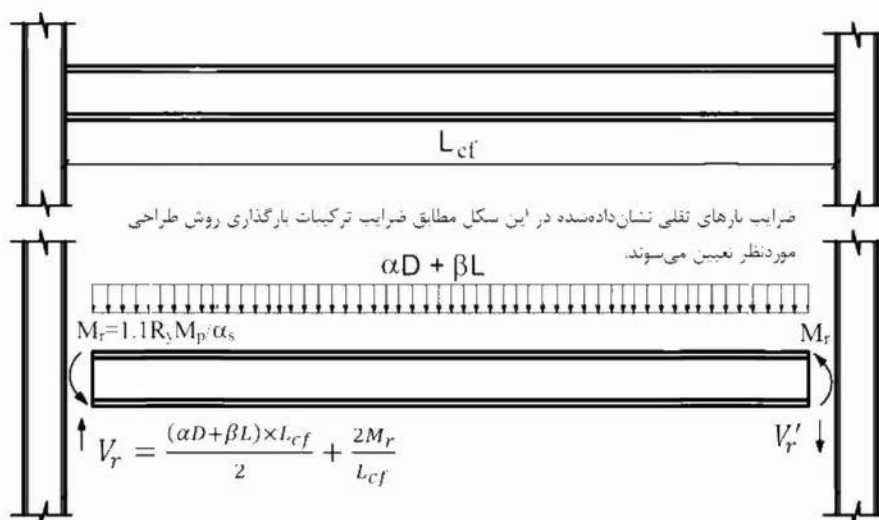 L_cf
ضرایب بارهای ثقلی نشان‌داده‌شده در این شکل مطابق ضرایب ترکیبات بارگذاری روش طراحی
موردنظر تعیین می‌شوند.
αD + βL
M_r=1.1R_yM_p/α_s
M_r
V_r = (αD+βL)×L_cf / 2 + 2M_r / L_cf
V_r′